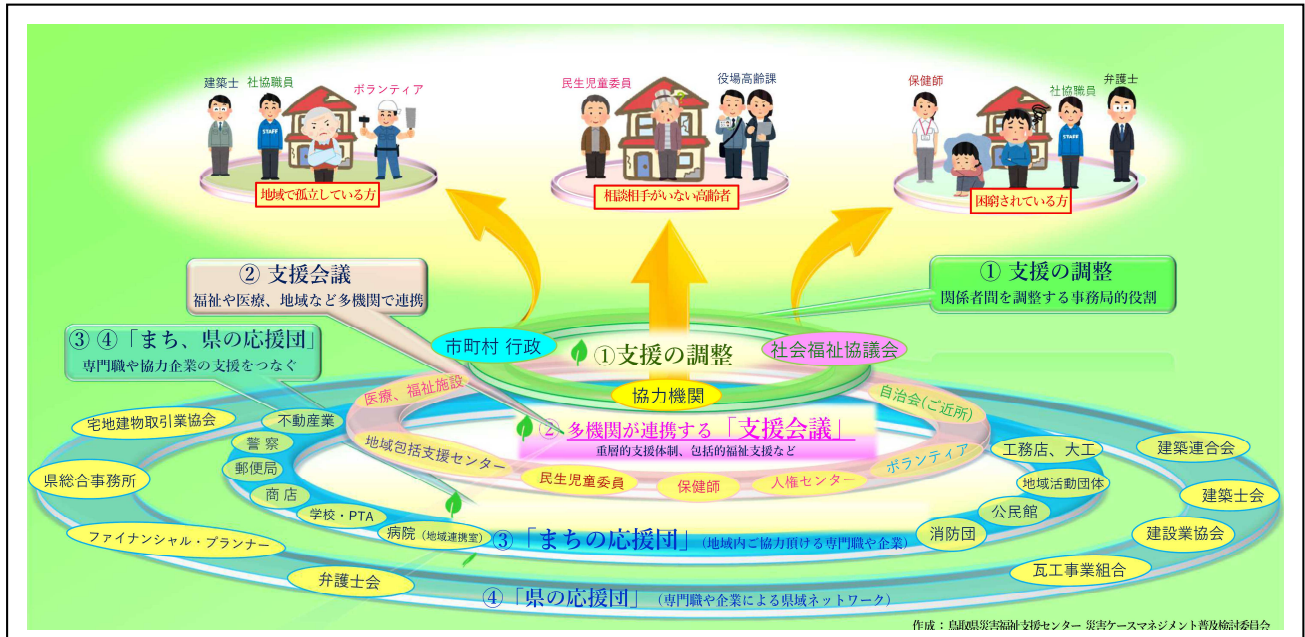 建築士 社協職員 ボランティア
STAFF
地域で孤立している方
民生児童委員 役場高齢課
相談相手がいない高齢者
保健師 社協職員 弁護士
STAFF
困窮されている方
② 支援会議
福祉や医療、地域など多機関で連携
① 支援の調整
関係者間を調整する事務局的役割
③ ④「まち、県の応援団」
専門職や協力企業の支援をつなぐ
市町村 行政
①支援の調整
社会福祉協議会
協力機関
医療、福祉施設
自治会(ご近所)
② 多機関が連携する「支援会議」
重層的支援体制、包括的福祉支援など
地域包括支援センター
民生児童委員
保健師
人権センター
ボランティア
不動産業
警察
郵便局
商店
学校・PTA
病院(地域連携室)
③「まちの応援団」(地域内ご協力頂ける専門職や企業)
消防団
公民館
地域活動団体
工務店、大工
宅地建物取引業協会
県総合事務所
ファイナンシャル・プランナー
弁護士会
④「県の応援団」(専門職や企業による県域ネットワーク)
瓦工事業組合
建設業協会
建築士会
建築連合会
作成：鳥取県災害福祉支援センター 災害ケースマネジメント普及検討委員会